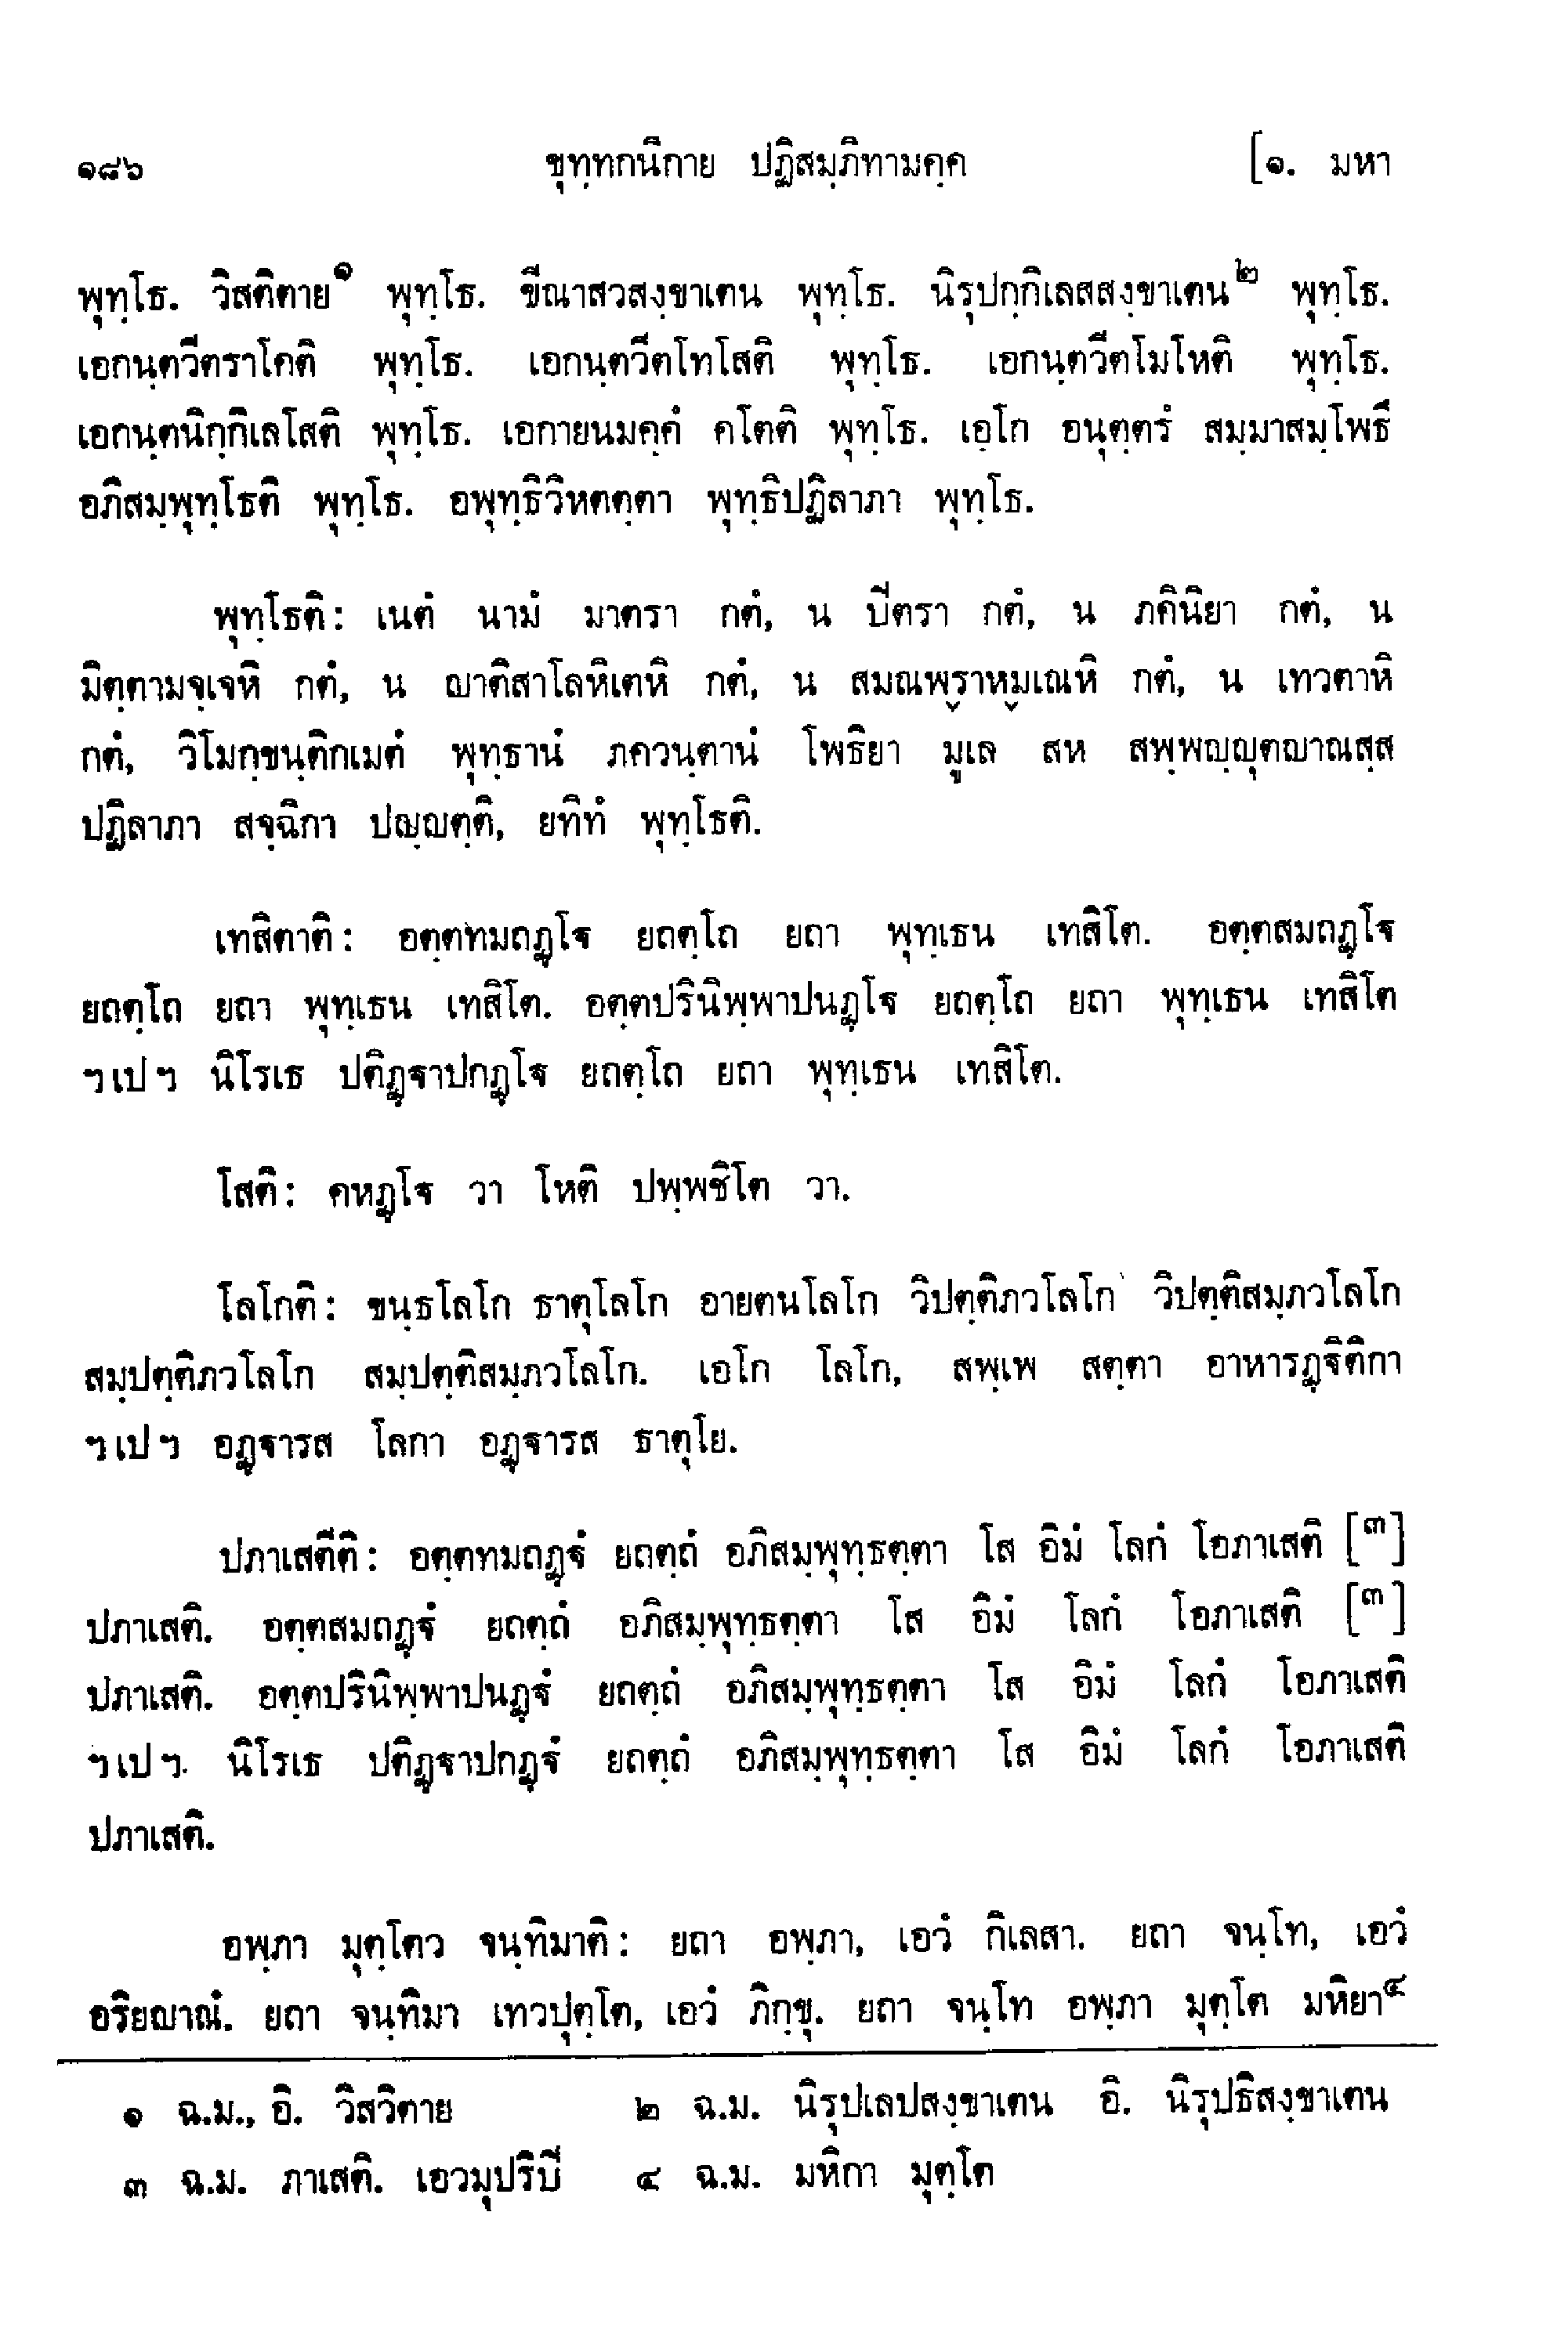 ๑๘๖ ขุทฺทกนิกาย ปฏิสมฺภิทามคฺค [๑. มหา
พุทฺโธ. วิสติตาย๑ พุทฺโธ. ขีณาสวสงฺขาเตน พุทฺโธ. นิรุปกฺกิเลสสงฺขาเตน๒ พุทฺโธ.
เอกนฺตวีตราโคติ พุทฺโธ. เอกนฺตวีตโทโสติ พุทฺโธ. เอกนฺตวีตโมโหติ พุทฺโธ.
เอกนฺตนิกฺกิเลโสติ พุทฺโธ. เอกายนมคฺคํ คโตติ พุทฺโธ. เอฺโก อนุตฺตรํ สมฺมาสมฺโพธึ
อภิสมฺพุทฺโธติ พุทฺโธ. อพุทฺธิวิหตตฺตา พุทฺธิปฏิลาภา พุทฺโธ.
พุทฺโธติ: เนตํ นามํ มาตรา กตํ, น ปิตรา กตํ, น ภคินิยา กตํ, น
มิตฺตามจฺเจหิ กตํ, น ญาติสาโลหิเตหิ กตํ, น สมณพฺราหฺมเณหิ กตํ, น เทวตาหิ
กตํ, วิโมกฺขนฺติกเมตํ พุทฺธานํ ภควนฺตานํ โพธิยา มูเล สห สพฺพญฺญุตญาณสฺส
ปฏิลาภา สจฺฉิกา ปญฺญตฺติ, ยทิทํ พุทฺโธติ.
เทสิตาติ: อตฺตทมถฏฺโฐ ยถตฺโถ ยถา พุทฺเธน เทสิโต. อตฺตสมถฏฺโฐ
ยถตฺโถ ยถา พุทฺเธน เทสิโต. อตฺตปรินิพฺพาปนฏฺโฐ ยถตฺโถ ยถา พุทฺเธน เทสิโต
ฯเปฯ นิโรเธ ปติฏฺฐาปกฏฺโฐ ยถตฺโถ ยถา พุทฺเธน เทสิโต.
โสติ: คหฏฺโฐ วา โหติ ปพฺพชิโต วา.
โลโกติ: ขนฺธโลโก ธาตุโลโก อายตนโลโก วิปตฺติภวโลโก วิปตฺติสมฺภวโลโก
สมฺปตฺติภวโลโก สมฺปตฺติสมฺภวโลโก. เอโก โลโก, สพฺเพ สตฺตา อาหารฏฺฐิติกา
ฯเปฯ อฏฺฐารส โลกา อฏฺฐารส ธาตุโย.
ปภาเสตีติ: อตฺตทมถฏฺฐํ ยถตฺถํ อภิสมฺพุทฺธตฺตา โส อิมํ โลกํ โอภาเสติ [๓]
ปภาเสติ. อตฺตสมถฏฺฐํ ยถตฺถํ อภิสมฺพุทฺธตฺตา โส อิมํ โลกํ โอภาเสติ [๓]
ปภาเสติ. อตฺตปรินิพฺพาปนฏฺฐํ ยถตฺถํ อภิสมฺพุทฺธตฺตา โส อิมํ โลกํ โอภาเสติ
ฯเปฯ นิโรเธ ปติฏฺฐาปกฏฺฐํ ยถตฺถํ อภิสมฺพุทฺธตฺตา โส อิมํ โลกํ โอภาเสติ
ปภาเสติ.
อพฺภา มุตฺโตว จนฺทิมาติ: ยถา อพฺภา, เอวํ กิเลสา. ยถา จนฺโท, เอวํ
อริยญาณํ. ยถา จนฺทิมา เทวปุตฺโต, เอวํ ภิกฺขุ. ยถา จนฺโท อพฺภา มุตฺโต มหิยา๔
๑ ฉ.ม., อิ. วิสวิตาย ๒ ฉ.ม. นิรุปเลปสงฺขาเตน อิ. นิรุปธิสงฺขาเตน
๓ ฉ.ม. ภาเสติ. เอวมุปริปิ ๔ ฉ.ม. มหิกา มุตฺโต